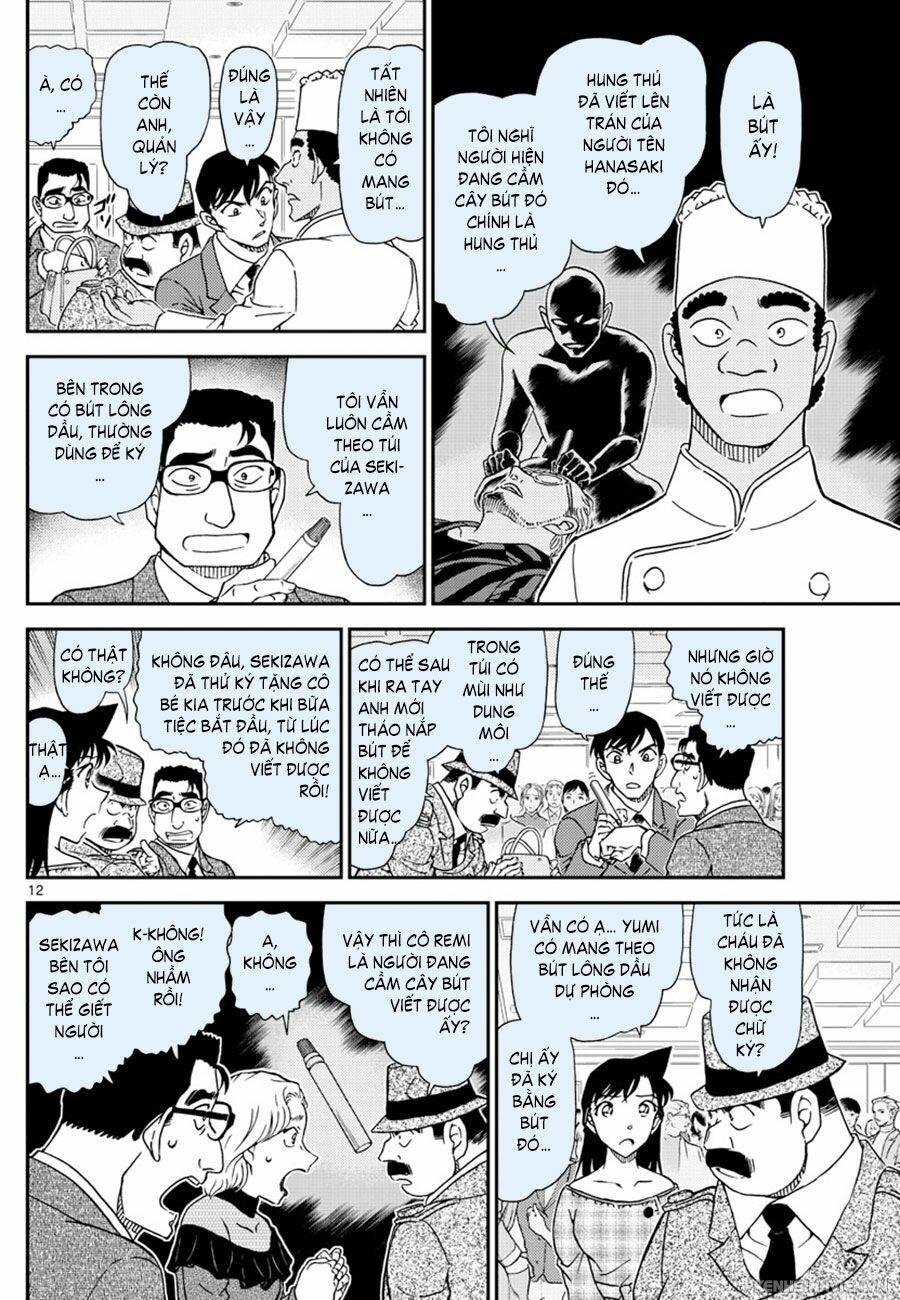 LÀ
BÚT
ẤY!
HUNG THỦ
ĐÃ VIẾT LÊN
TRÁN CỦA
NGƯỜI TÊN
HANASAKI
ĐÓ...
TÔI NGHĨ
NGƯỜI HIỆN
ĐANG CẦM
CÂY BÚT ĐÓ
CHÍNH LÀ
HUNG THỦ
...
TẤT
NHIÊN
LÀ TÔI
KHÔNG
CÓ
MANG
BÚT...
ĐÚNG
LÀ
VẬY
...
THẾ
CÒN
ANH,
QUẢN
LÝ?
À, CÓ
...
TÔI VẪN
LUÔN CẦM
THEO TÚI
CỦA SEKI-
ZAWA
...
BÊN TRONG
CÓ BÚT LÔNG
DẦU, THƯỜNG
DÙNG ĐỂ KÝ
...
NHƯNG GIỜ
NÓ KHÔNG
VIẾT ĐƯỢC
...
ĐÚNG
THẾ
...
TRONG
TÚI CÓ
MÙI NHƯ
DUNG
MÔI
...
CÓ THỂ SAU
KHI RA TAY
ANH MỚI
THÁO NẮP
BÚT ĐỂ
KHÔNG
VIẾT
ĐƯỢC
NỮA...
KHÔNG ĐÂU, SEKIZAWA
ĐÃ THỬ KÝ TẶNG CÔ
BÉ KIA TRƯỚC KHI BỮA
TIỆC BẮT ĐẦU, TỪ LÚC
ĐÓ ĐÃ KHÔNG
VIẾT ĐƯỢC
RỒI!
CÓ THẬT
KHÔNG?
THẬT
Ạ...
12
TỨC LÀ
CHÁU ĐÃ
KHÔNG
NHẬN
ĐƯỢC
CHỮ
KÝ?
VẪN CÓ Ạ... YUMI
CÓ MANG THEO
BÚT LÔNG DẦU
DỰ PHÒNG
...
CHỊ ẤY
ĐÃ KÝ
BẰNG
BÚT
ĐÓ...
VẬY THÌ CÔ REMI
LÀ NGƯỜI ĐANG
CẦM CÂY BÚT
VIẾT ĐƯỢC
ẤY?
A,
KHÔNG
...
K-KHÔNG!
ÔNG
NHẦM
RỒI!
SEKIZAWA
BÊN TÔI
SAO CÓ
THỂ GIẾT
NGƯỜI
...